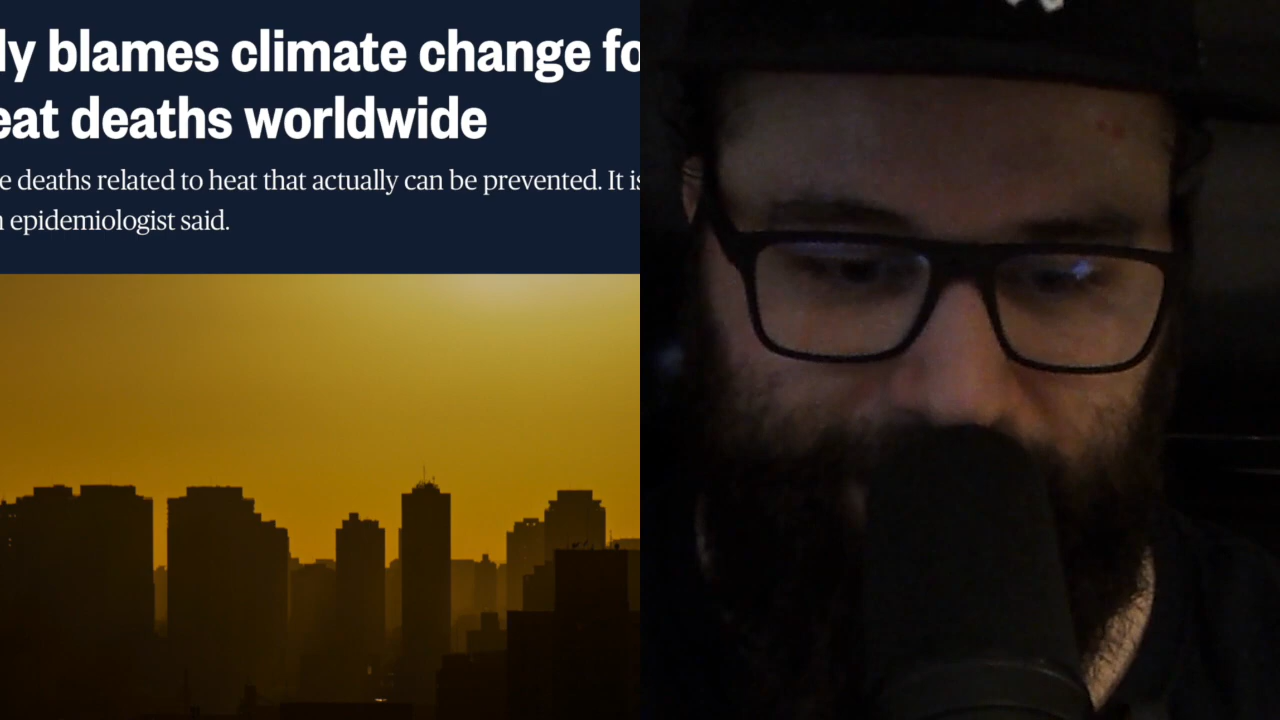 ly blames climate change fo
eat deaths worldwide
e deaths related to heat that actually can be prevented. It is
n epidemiologist said.